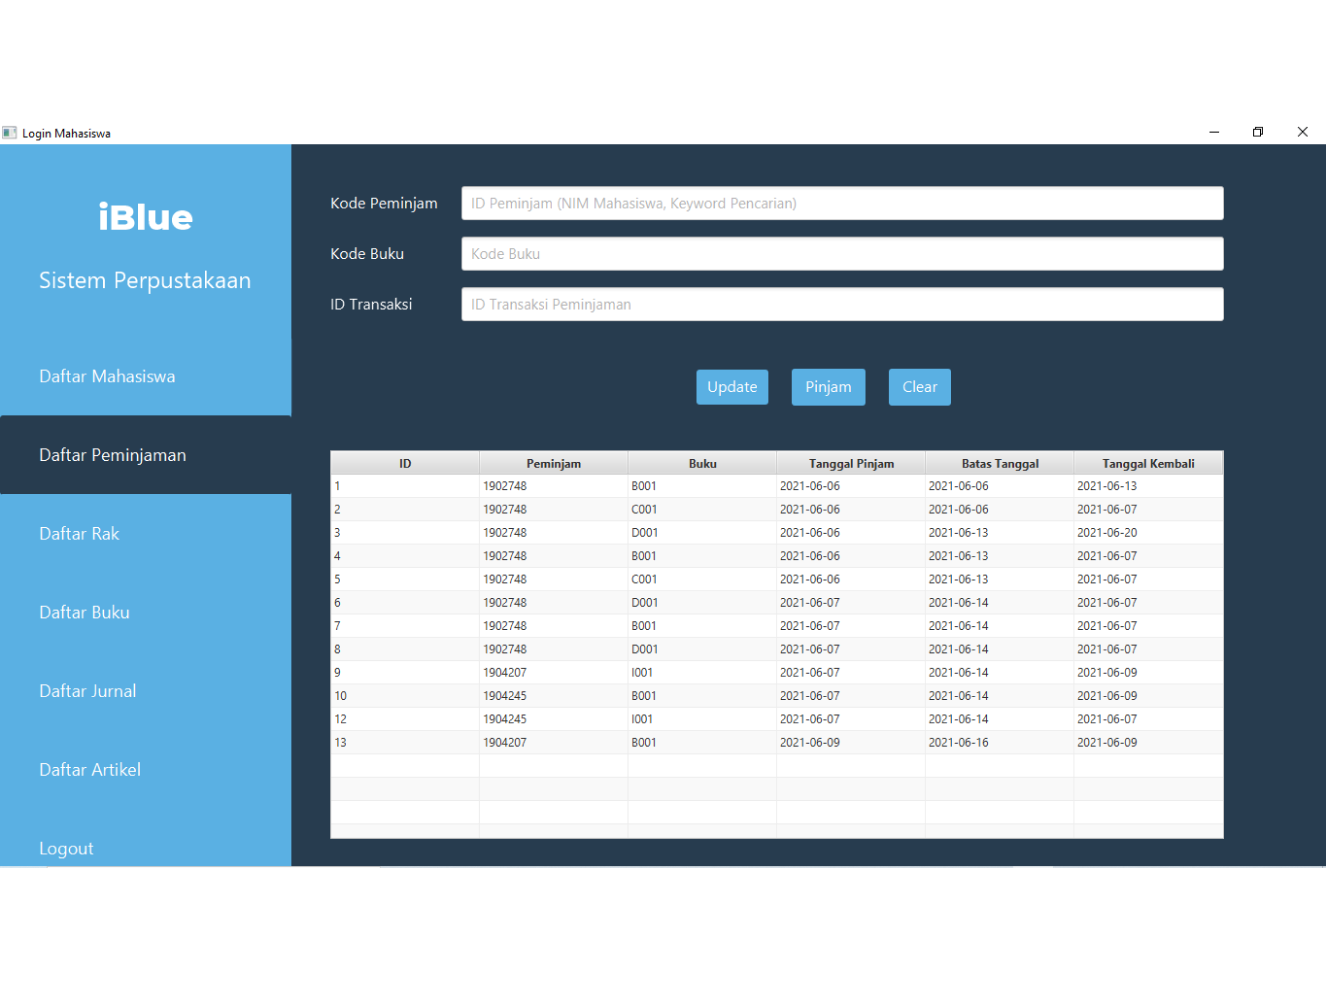 Login Mahasiswa
iBlue
Sistem Perpustakaan
Daftar Mahasiswa
Daftar Peminjaman
Daftar Rak
Daftar Buku
Daftar Jurnal
Daftar Artikel
Logout
Kode Peminjam ID Peminjam (NIM Mahasiswa, Keyword Pencarian)
Kode Buku Kode Buku
ID Transaksi ID Transaksi Peminjaman
Update Pinjam Clear
ID Peminjam Buku Tanggal Pinjam Batas Tanggal Tanggal Kembali
1 1902748 B001 2021-06-06 2021-06-06 2021-06-13
2 1902748 C001 2021-06-06 2021-06-06 2021-06-07
3 1902748 D001 2021-06-06 2021-06-13 2021-06-20
4 1902748 B001 2021-06-06 2021-06-13 2021-06-07
5 1902748 C001 2021-06-06 2021-06-13 2021-06-07
6 1902748 D001 2021-06-07 2021-06-14 2021-06-07
7 1902748 B001 2021-06-07 2021-06-14 2021-06-07
8 1902748 D001 2021-06-07 2021-06-14 2021-06-07
9 1904207 I001 2021-06-07 2021-06-14 2021-06-09
10 1904245 B001 2021-06-07 2021-06-14 2021-06-09
12 1904245 I001 2021-06-07 2021-06-14 2021-06-07
13 1904207 B001 2021-06-09 2021-06-16 2021-06-09